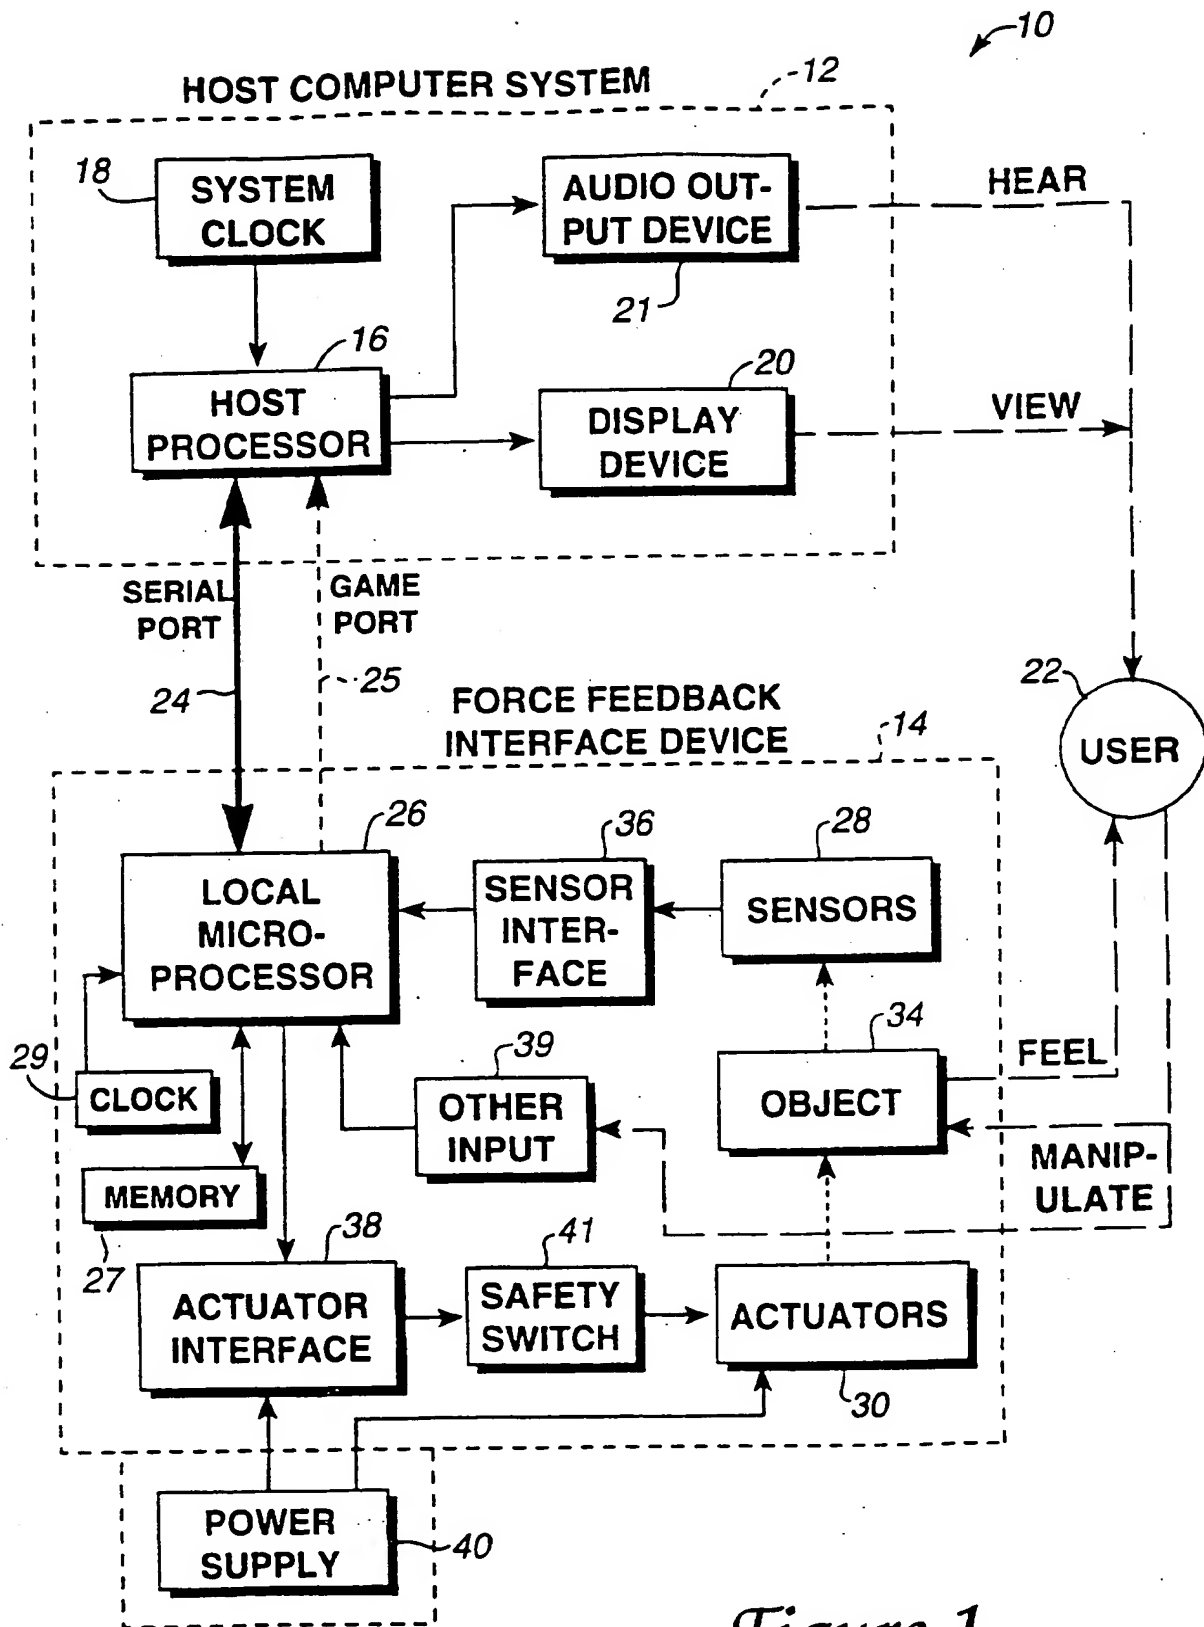 10
HOST COMPUTER SYSTEM
12
18
SYSTEM
CLOCK
AUDIO OUT-
PUT DEVICE
21
HEAR
16
HOST
PROCESSOR
20
DISPLAY
DEVICE
VIEW
SERIAL
PORT
GAME
PORT
24
25
FORCE FEEDBACK
INTERFACE DEVICE
14
22
USER
26
LOCAL
MICRO-
PROCESSOR
36
SENSOR
INTER-
FACE
28
SENSORS
29
CLOCK
39
OTHER
INPUT
34
OBJECT
FEEL
MANIP-
ULATE
MEMORY
27
38
ACTUATOR
INTERFACE
41
SAFETY
SWITCH
ACTUATORS
30
POWER
SUPPLY
40
Figure 1